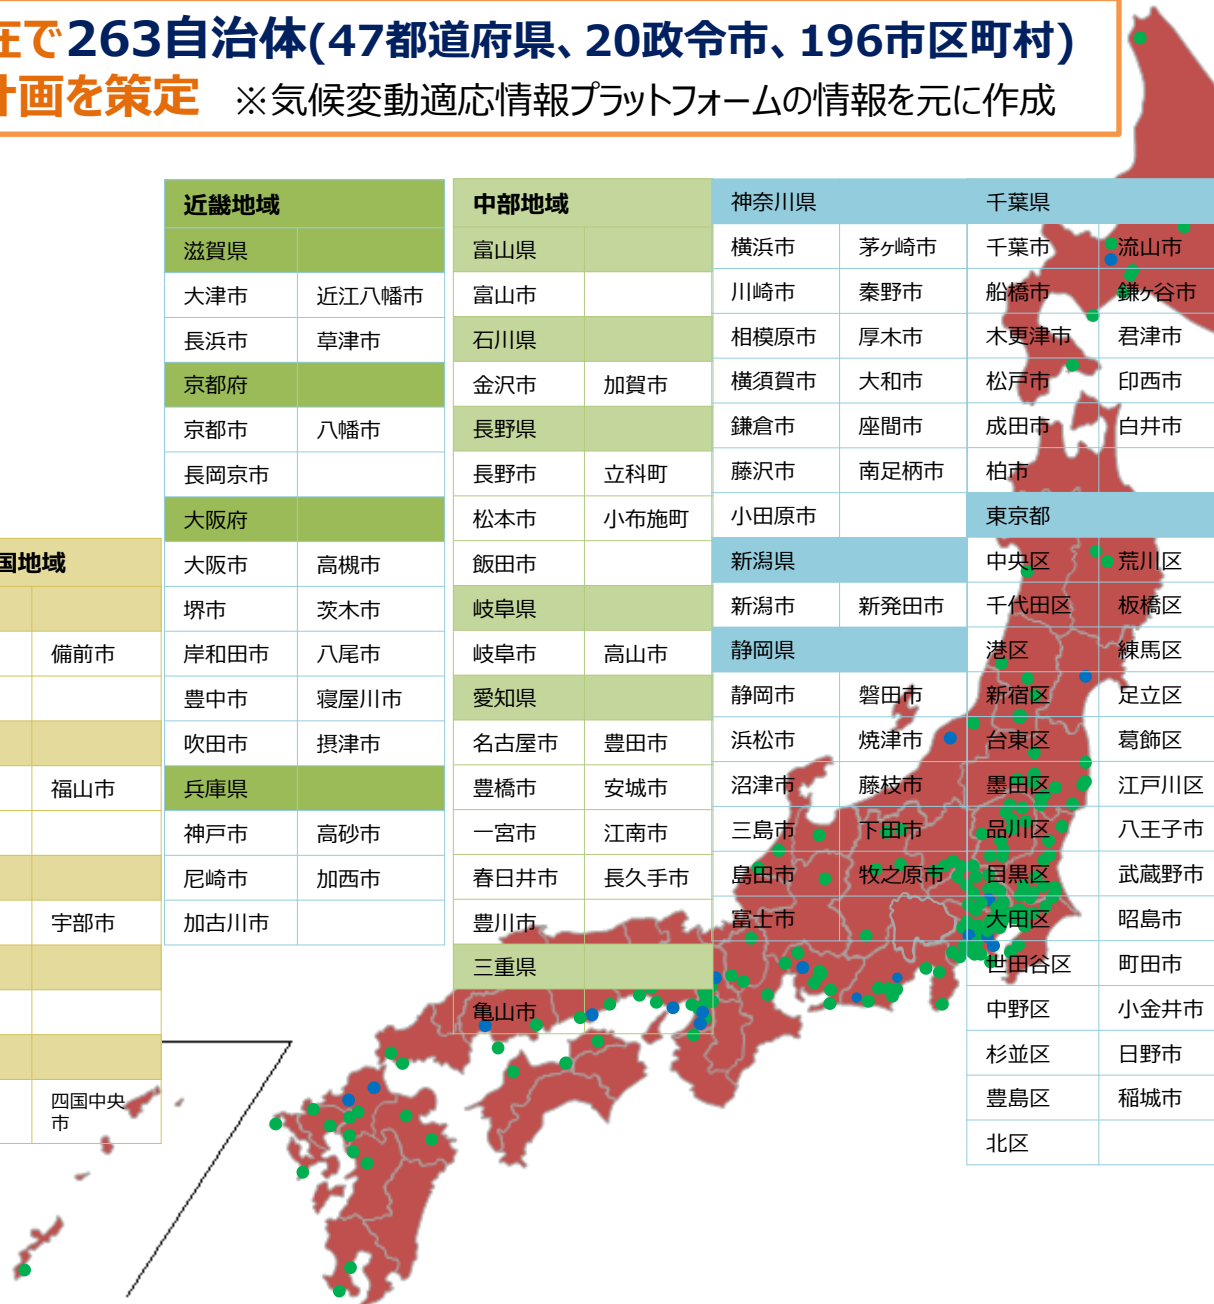 在で263自治体(47都道府県、20政令市、196市区町村)
計画を策定 ※気候変動適応情報プラットフォームの情報を元に作成
国地域
備前市
福山市
宇部市
四国中央
市
近畿地域
滋賀県
大津市 近江八幡市
長浜市 草津市
京都府
京都市 八幡市
長岡京市
大阪府
大阪市 高槻市
堺市 茨木市
岸和田市 八尾市
豊中市 寝屋川市
吹田市 摂津市
兵庫県
神戸市 高砂市
尼崎市 加西市
加古川市
中部地域
富山県
富山市
石川県
金沢市 加賀市
長野県
長野市 立科町
松本市 小布施町
飯田市
岐阜県
岐阜市 高山市
愛知県
名古屋市 豊田市
豊橋市 安城市
一宮市 江南市
春日井市 長久手市
豊川市
三重県
亀山市
神奈川県
横浜市 茅ヶ崎市
川崎市 秦野市
相模原市 厚木市
横須賀市 大和市
鎌倉市 座間市
藤沢市 南足柄市
小田原市
新潟県
新潟市 新発田市
静岡県
静岡市 磐田市
浜松市 焼津市
沼津市 藤枝市
三島市 下田市
島田市 牧之原市
富士市
千葉県
千葉市 流山市
船橋市 鎌ヶ谷市
木更津市 君津市
松戸市 印西市
成田市 白井市
柏市
東京都
中央区 荒川区
千代田区 板橋区
港区 練馬区
新宿区 足立区
台東区 葛飾区
墨田区 江戸川区
品川区 八王子市
目黒区 武蔵野市
大田区 昭島市
世田谷区 町田市
中野区 小金井市
杉並区 日野市
豊島区 稲城市
北区